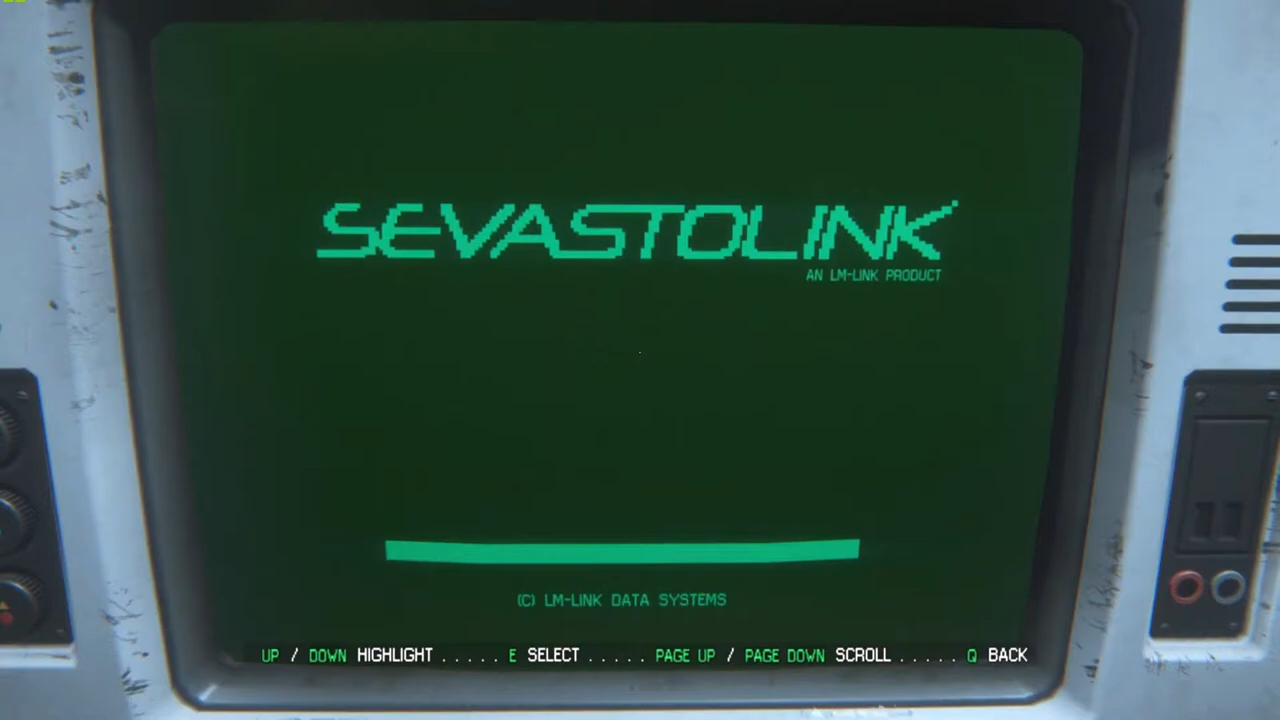 SEVASTOLINK
AN LM-LINK PRODUCT
(C) LM-LINK DATA SYSTEMS
UP / DOWN HIGHLIGHT ..... E SELECT ..... PAGE UP / PAGE DOWN SCROLL ..... Q BACK